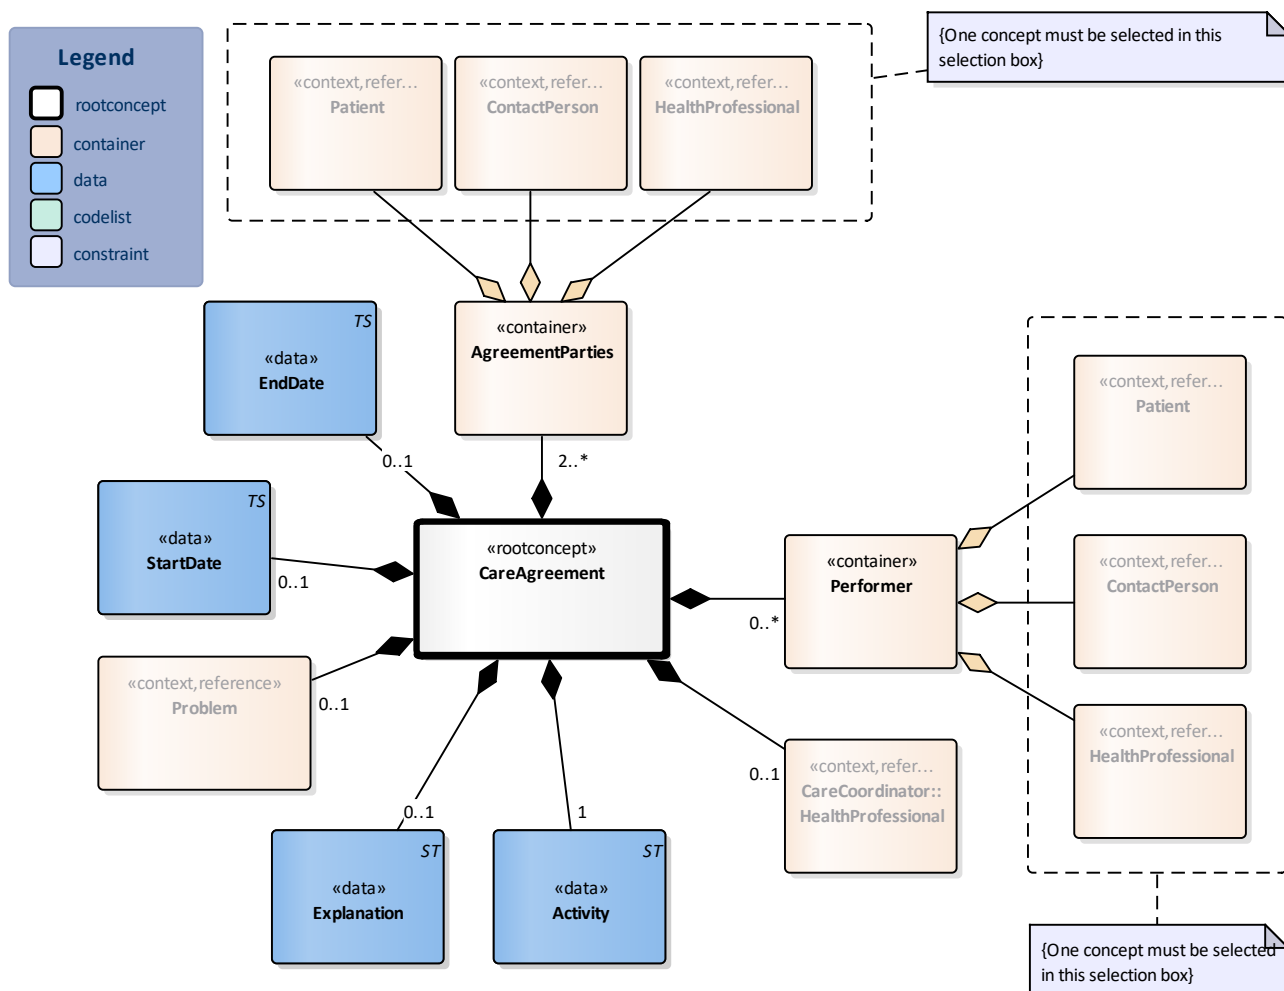 Legend
rootconcept
container
data
codelist
constraint
{One concept must be selected in this
selection box}
«context,refer...
Patient
«context,refer...
ContactPerson
«context,refer...
HealthProfessional
TS
«data»
EndDate
0..1
«container»
AgreementParties
2..*
TS
«data»
StartDate
0..1
«rootconcept»
CareAgreement
«container»
Performer
0..*
«context,refer...
Patient
«context,refer...
ContactPerson
«context,refer...
HealthProfessional
«context,reference»
Problem
0..1
«context,refer...
CareCoordinator::
HealthProfessional
0..1
0..1
1
ST
«data»
Explanation
ST
«data»
Activity
{One concept must be selected
in this selection box}